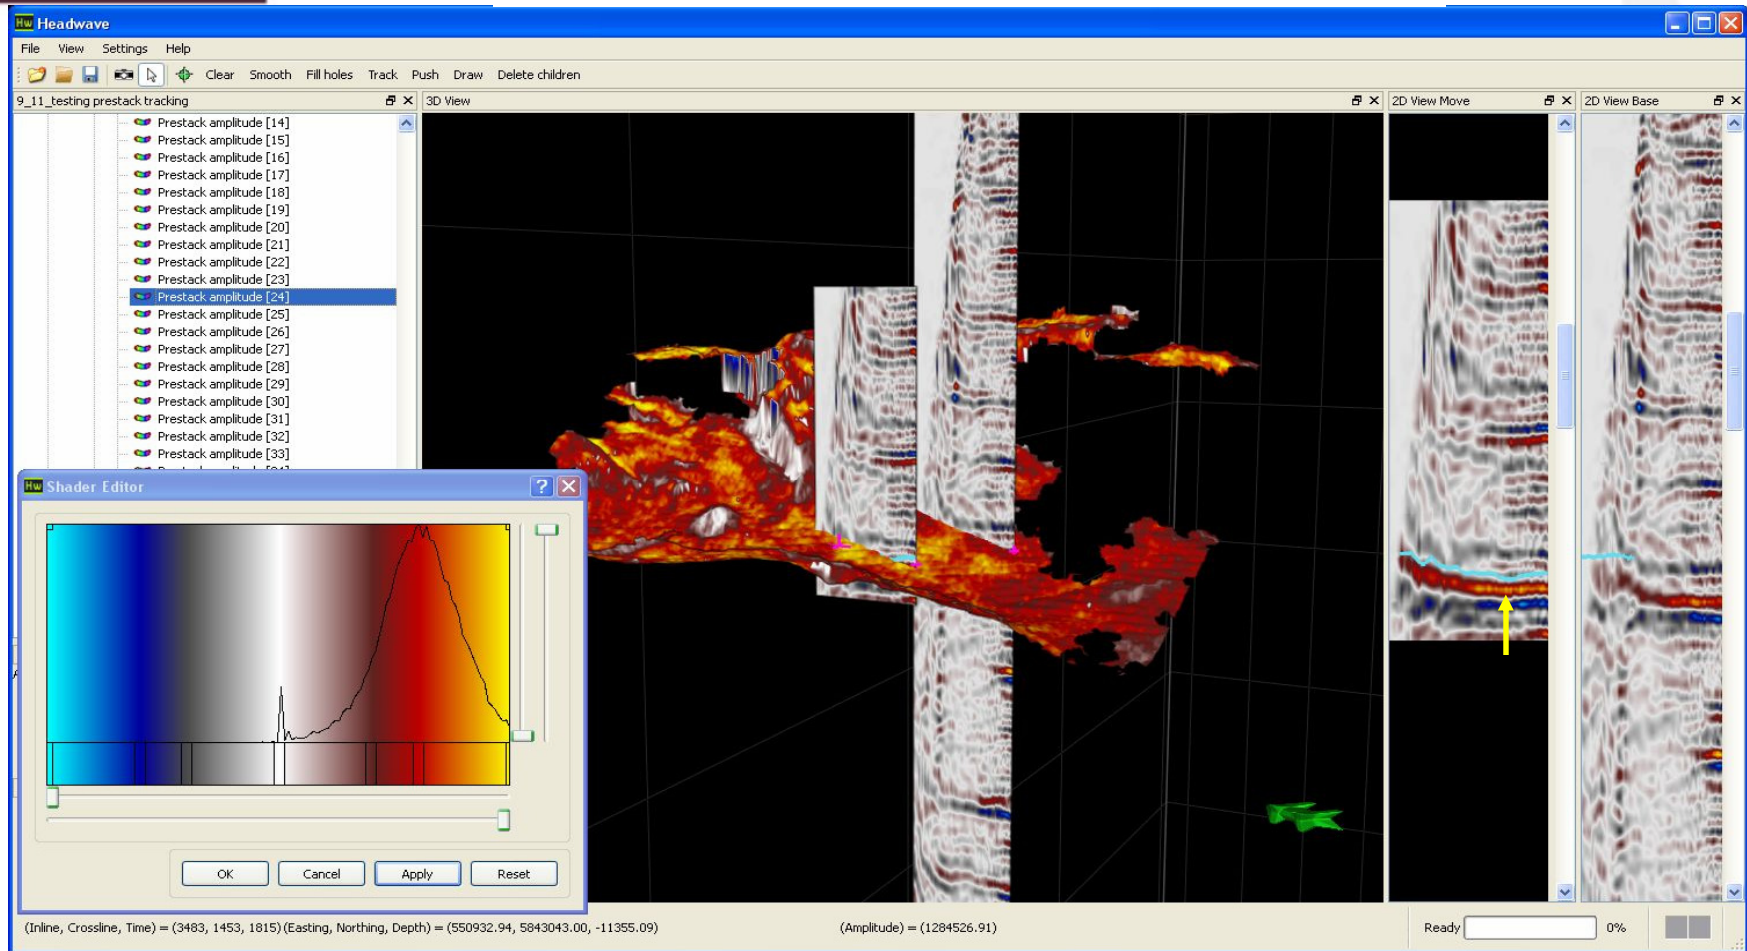 Hw Headwave
File View Settings Help
Clear Smooth Fill holes Track Push Draw Delete children
9_11_testing prestack tracking
3D View
2D View Move
2D View Base
Prestack amplitude [14]
Prestack amplitude [15]
Prestack amplitude [16]
Prestack amplitude [17]
Prestack amplitude [18]
Prestack amplitude [19]
Prestack amplitude [20]
Prestack amplitude [21]
Prestack amplitude [22]
Prestack amplitude [23]
Prestack amplitude [24]
Prestack amplitude [25]
Prestack amplitude [26]
Prestack amplitude [27]
Prestack amplitude [28]
Prestack amplitude [29]
Prestack amplitude [30]
Prestack amplitude [31]
Prestack amplitude [32]
Prestack amplitude [33]
Hw Shader Editor
OK Cancel Apply Reset
(Inline, Crossline, Time) = (3483, 1453, 1815) (Easting, Northing, Depth) = (550932.94, 5843043.00, -11355.09)
(Amplitude) = (1284526.91)
Ready
0%